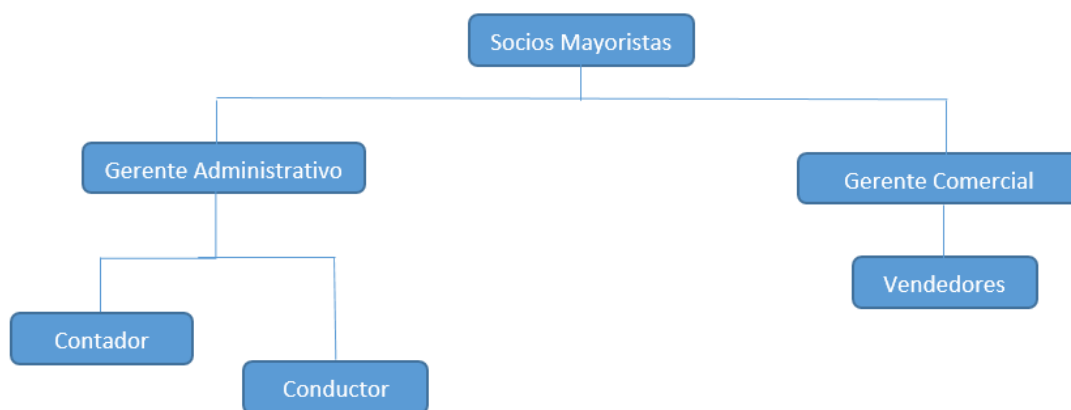 Socios Mayoristas
Gerente Administrativo
Gerente Comercial
Vendedores
Contador
Conductor